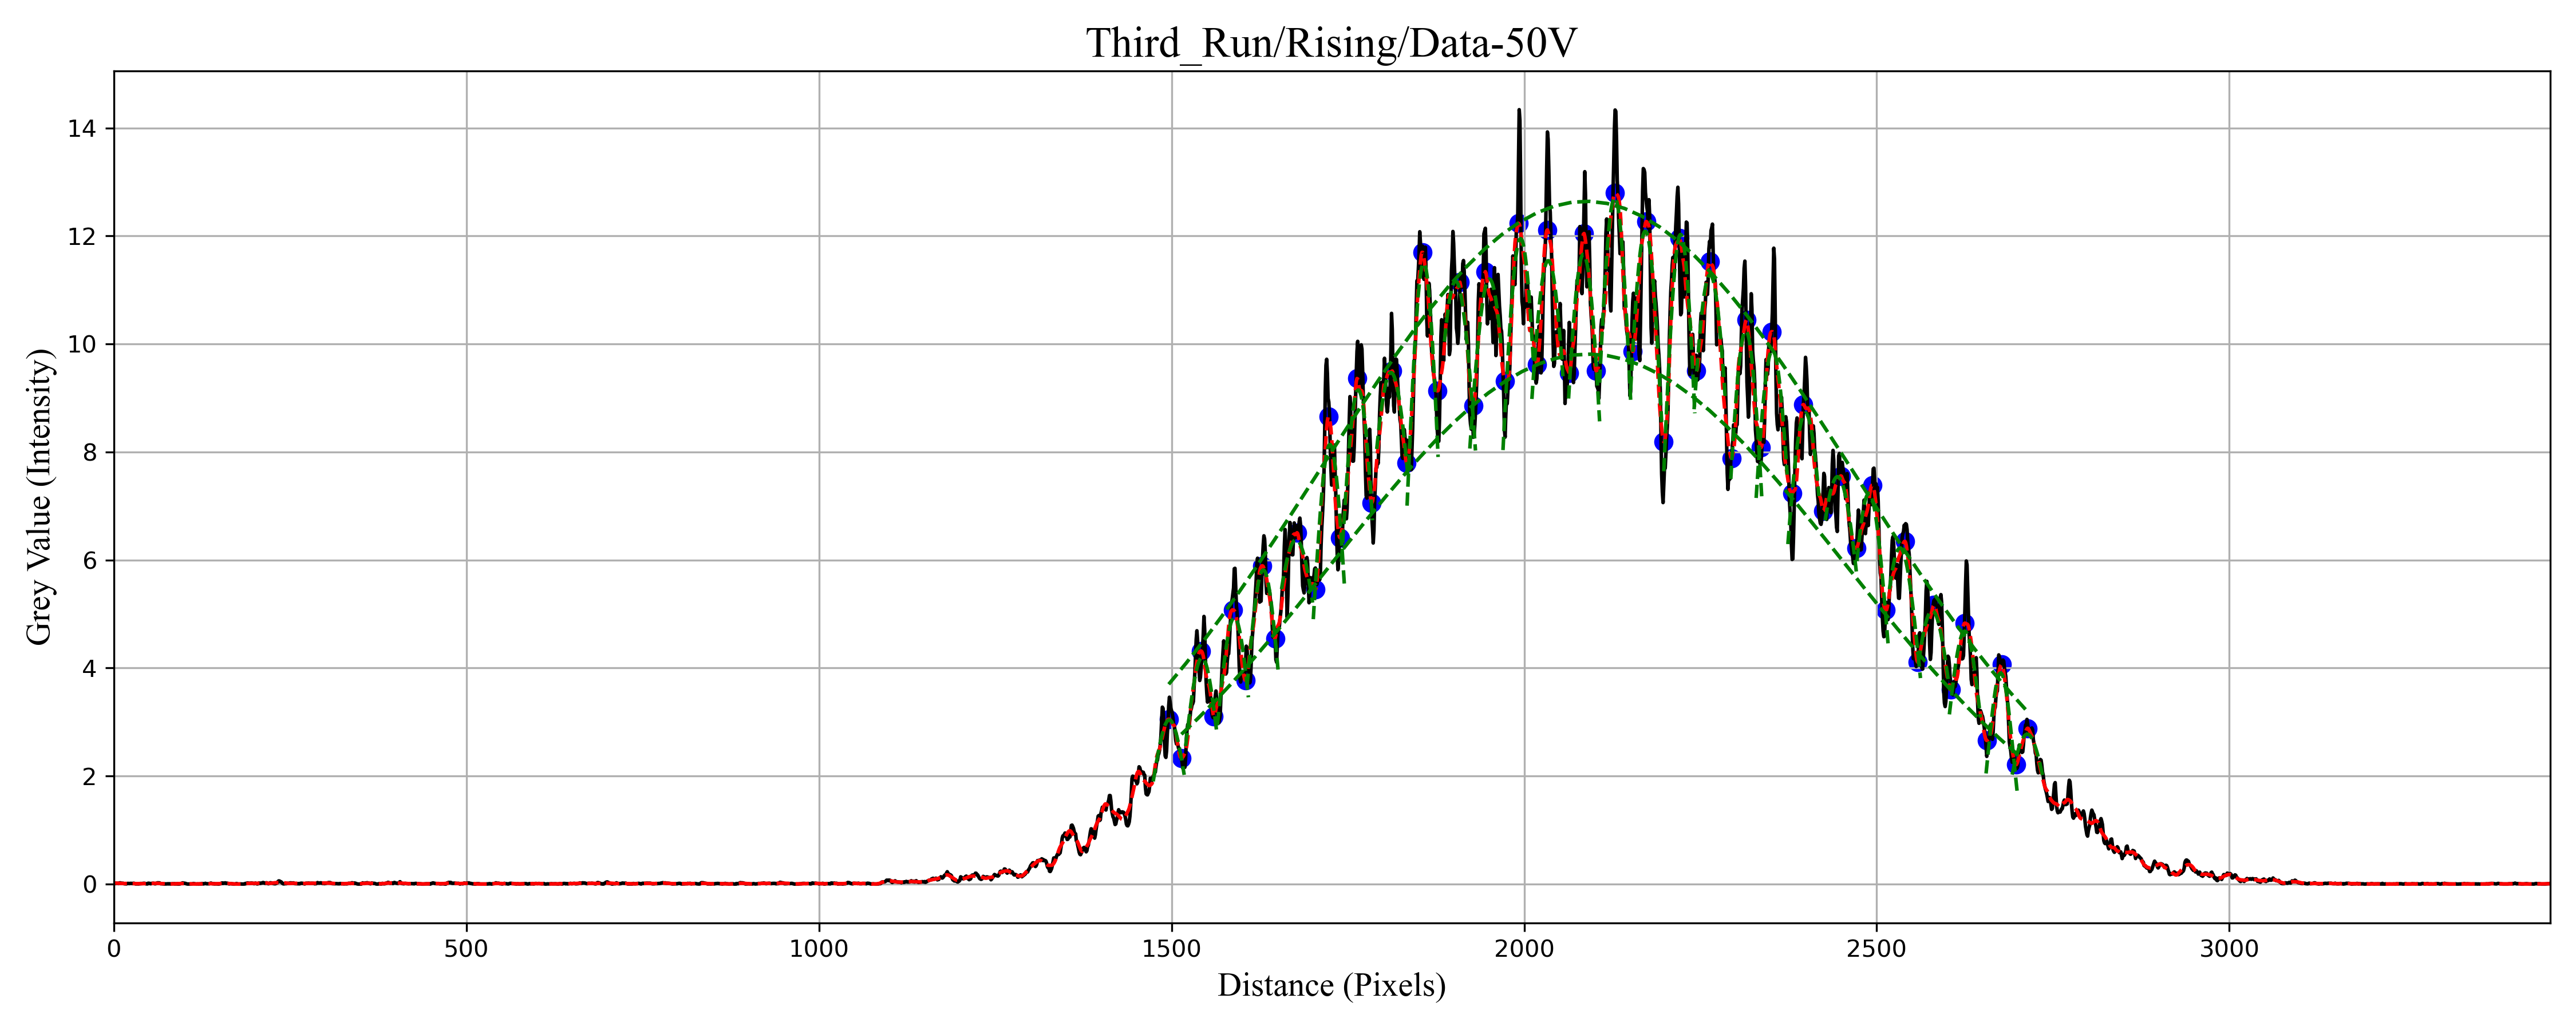 Third_Run/Rising/Data-50V
Grey Value (Intensity)
14
12
10
8
6
4
2
0
0 500 1000 1500 2000 2500 3000
Distance (Pixels)